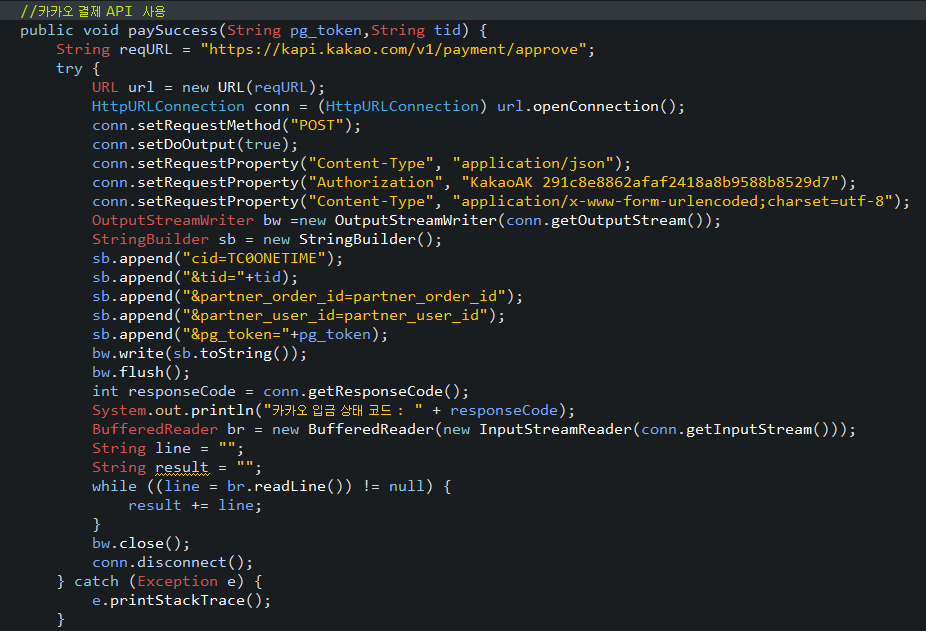 //카카오 결제 API 사용
public void paySuccess(String pg_token,String tid) {
String reqURL = "https://kapi.kakao.com/v1/payment/approve";
try {
URL url = new URL(reqURL);
HttpURLConnection conn = (HttpURLConnection) url.openConnection();
conn.setRequestMethod("POST");
conn.setDoOutput(true);
conn.setRequestProperty("Content-Type", "application/json");
conn.setRequestProperty("Authorization", "KakaoAK 291c8e8862afaf2418a8b9588b8529d7");
conn.setRequestProperty("Content-Type", "application/x-www-form-urlencoded;charset=utf-8");
OutputStreamWriter bw =new OutputStreamWriter(conn.getOutputStream());
StringBuilder sb = new StringBuilder();
sb.append("cid=TC0ONETIME");
sb.append("&tid="+tid);
sb.append("&partner_order_id=partner_order_id");
sb.append("&partner_user_id=partner_user_id");
sb.append("&pg_token="+pg_token);
bw.write(sb.toString());
bw.flush();
int responseCode = conn.getResponseCode();
System.out.println("카카오 입금 상태 코드 : " + responseCode);
BufferedReader br = new BufferedReader(new InputStreamReader(conn.getInputStream()));
String line = "";
String result = "";
while ((line = br.readLine()) != null) {
result += line;
}
bw.close();
conn.disconnect();
} catch (Exception e) {
e.printStackTrace();
}